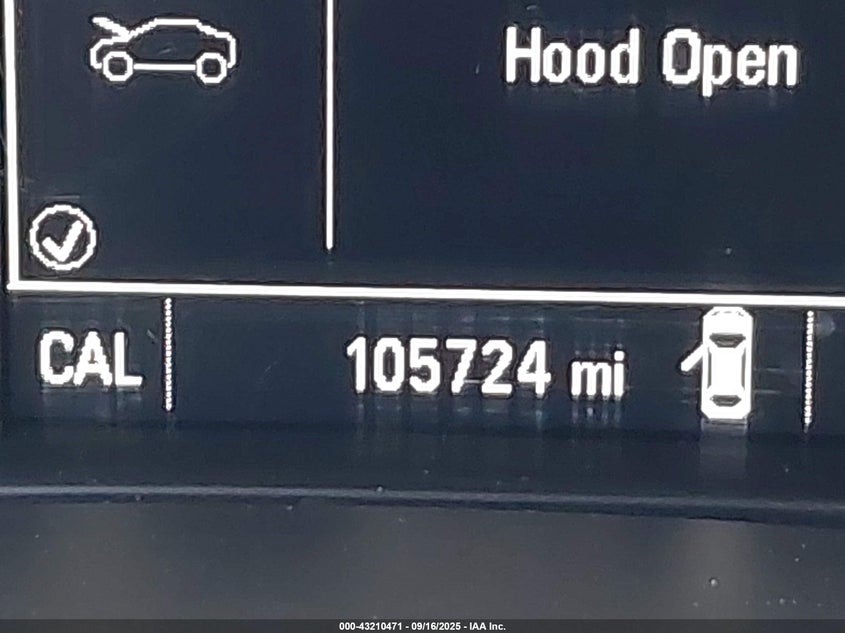 Hood Open
CAL 105724 mi
000-43210471 - 09/16/2025 - IAA Inc.